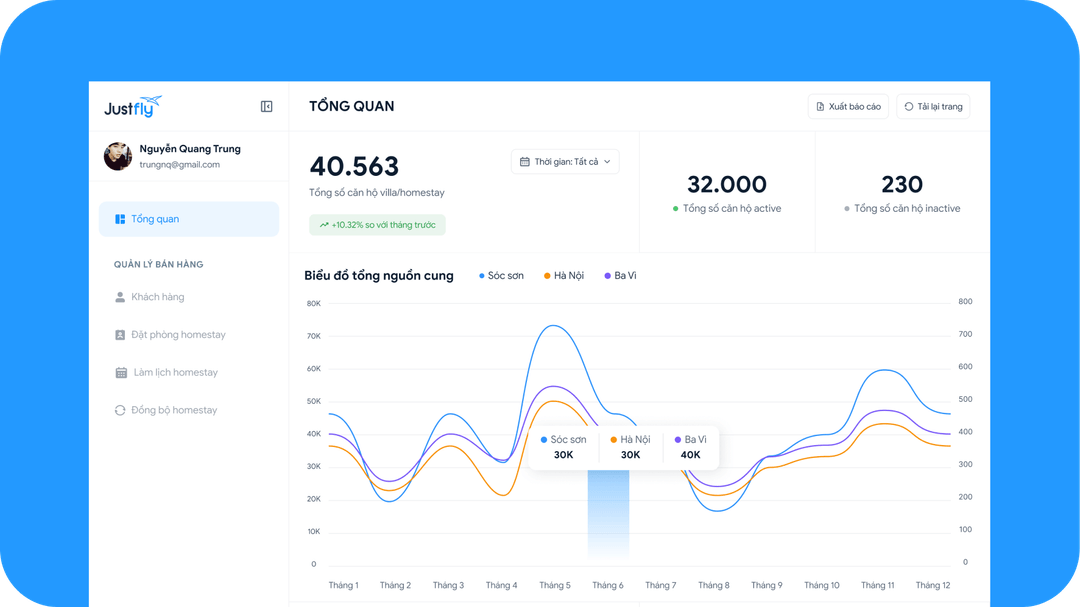 Justfly
TỔNG QUAN
Xuất báo cáo
Tải lại trang
Nguyễn Quang Trung
trungnq@gmail.com
Tổng quan
QUẢN LÝ BÁN HÀNG
Khách hàng
Đặt phòng homestay
Làm lịch homestay
Đồng bộ homestay
40.563
Tổng số căn hộ villa/homestay
+10.32% so với tháng trước
Thời gian: Tất cả
32.000
Tổng số căn hộ active
230
Tổng số căn hộ inactive
Biểu đồ tổng nguồn cung
Sóc sơn
Hà Nội
Ba Vì
80K
70K
60K
50K
40K
30K
20K
10K
0
800
700
600
500
400
300
200
100
0
Sóc sơn
30K
Hà Nội
30K
Ba Vì
40K
Tháng 1
Tháng 2
Tháng 3
Tháng 4
Tháng 5
Tháng 6
Tháng 7
Tháng 8
Tháng 9
Tháng 10
Tháng 11
Tháng 12